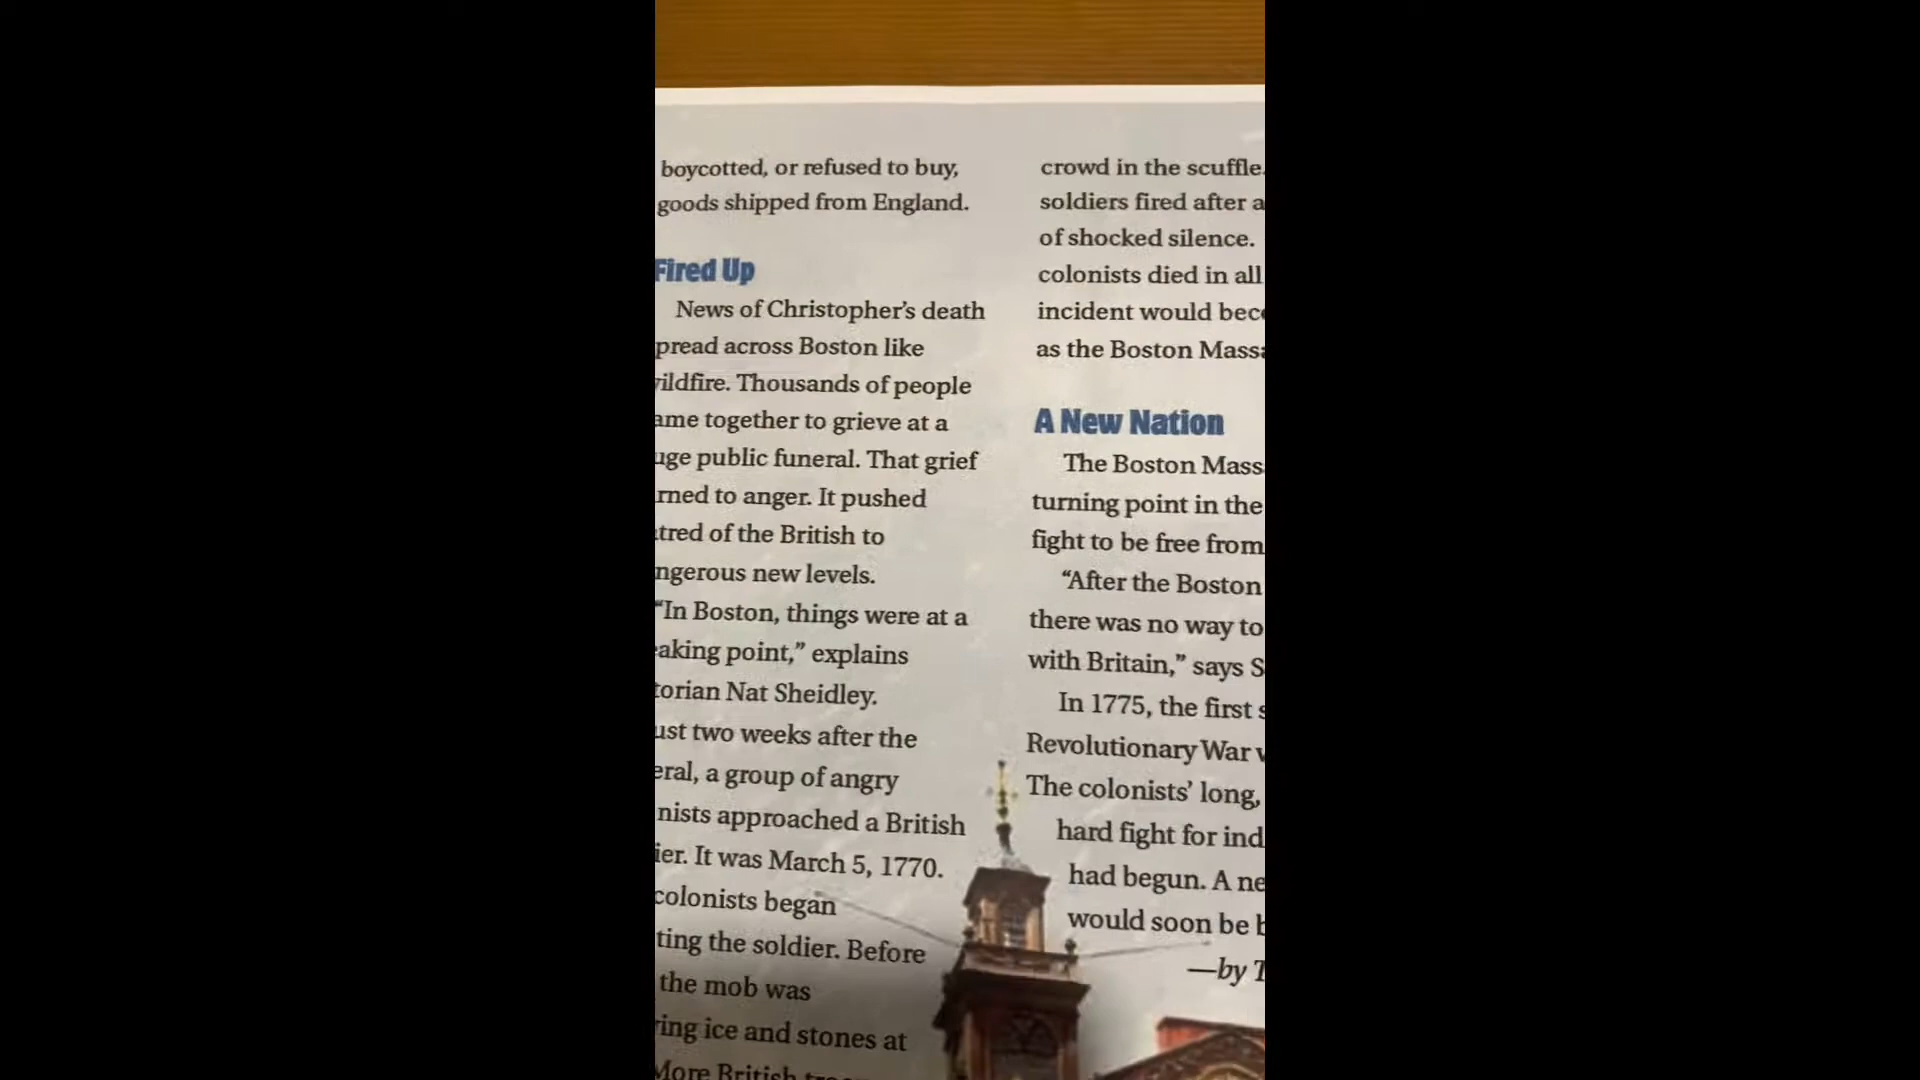 boycotted, or refused to buy,
goods shipped from England.
Fired Up
News of Christopher's death
pread across Boston like
ildfire. Thousands of people
ame together to grieve at a
uge public funeral. That grief
rned to anger. It pushed
tred of the British to
ngerous new levels.
"In Boston, things were at a
aking point," explains
torian Nat Sheidley.
ust two weeks after the
eral, a group of angry
nists approached a British
ier. It was March 5, 1770.
colonists began
ting the soldier. Before
the mob was
ing ice and stones at
More British
crowd in the scuffle.
soldiers fired after a
of shocked silence.
colonists died in all
incident would bec
as the Boston Mass
A New Nation
The Boston Mass
turning point in the
fight to be free from
"After the Boston
there was no way to
with Britain," says S
In 1775, the first s
Revolutionary War
The colonists' long,
hard fight for ind
had begun. A ne
would soon be b
—by T